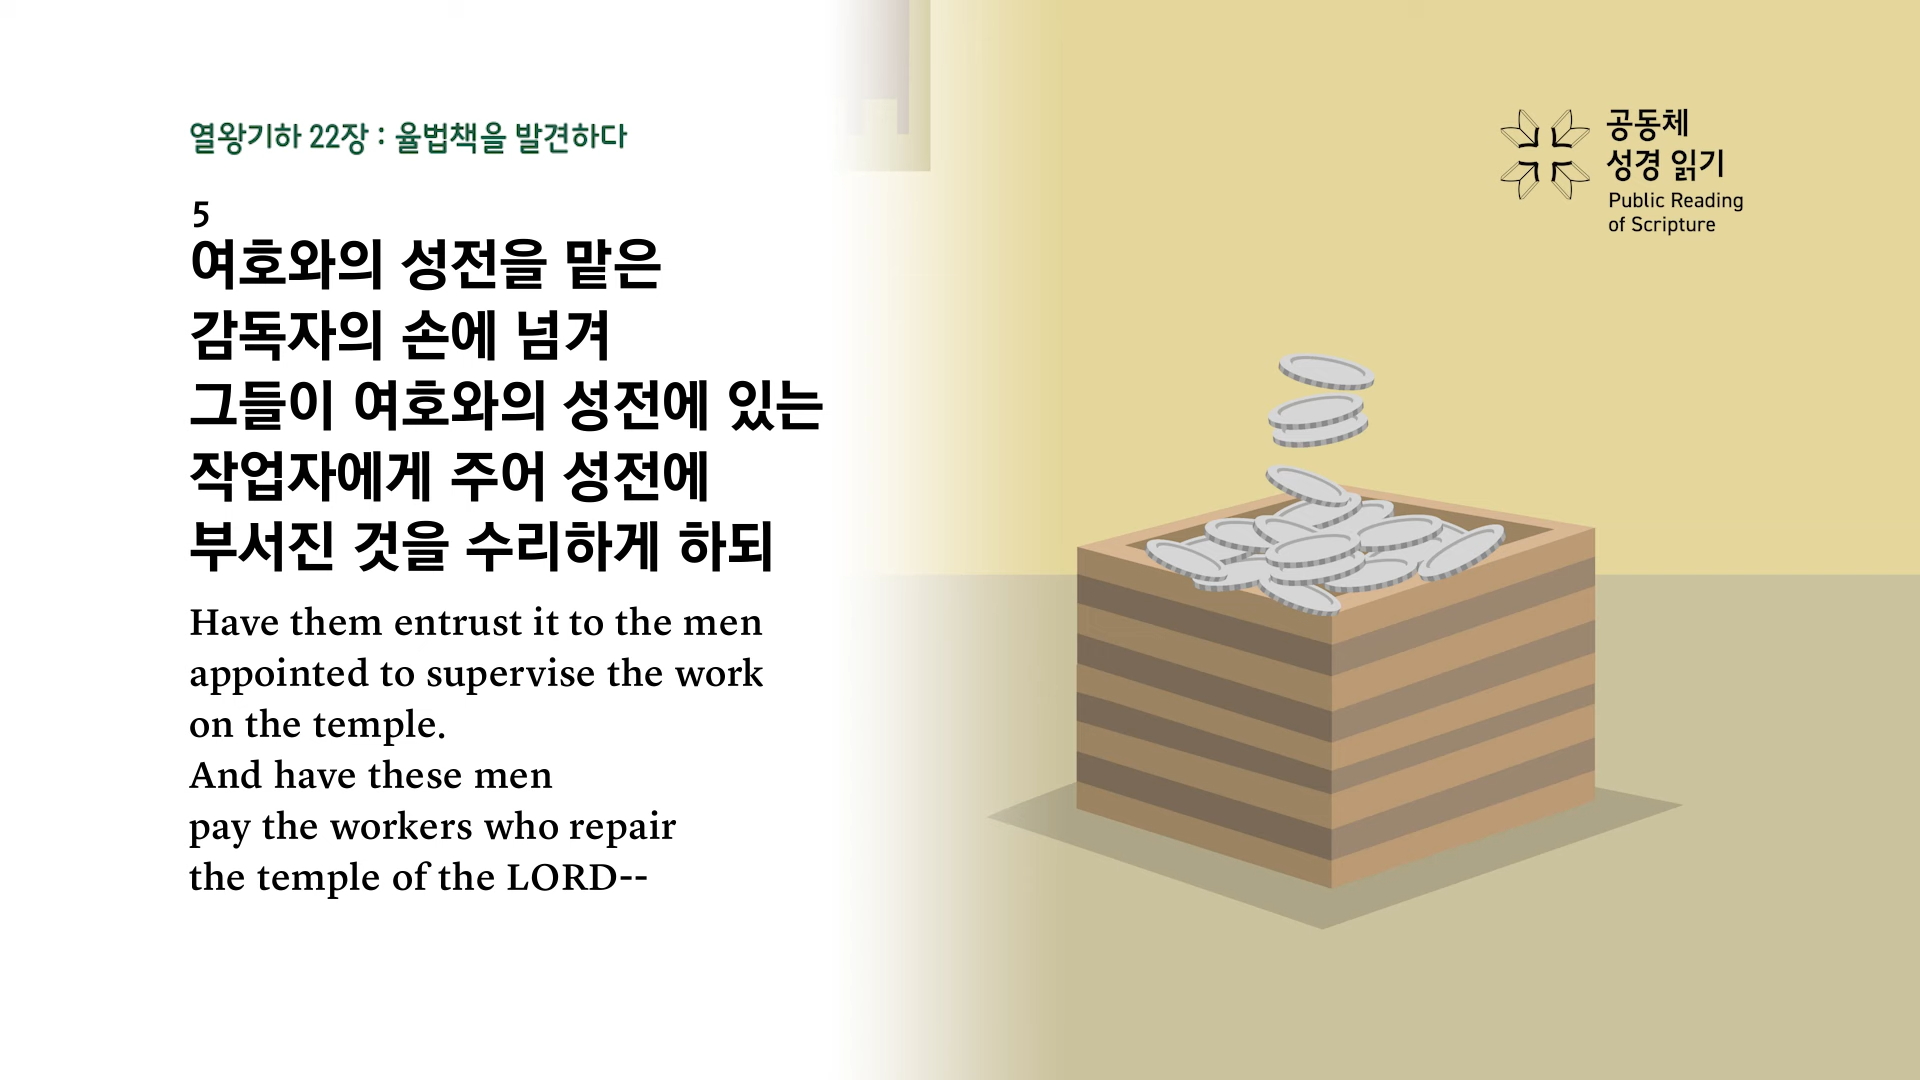 열왕기하 22장 : 율법책을 발견하다
5
여호와의 성전을 맡은
감독자의 손에 넘겨
그들이 여호와의 성전에 있는
작업자에게 주어 성전에
부서진 것을 수리하게 하되
Have them entrust it to the men
appointed to supervise the work
on the temple.
And have these men
pay the workers who repair
the temple of the LORD--
공동체
성경 읽기
Public Reading
of Scripture